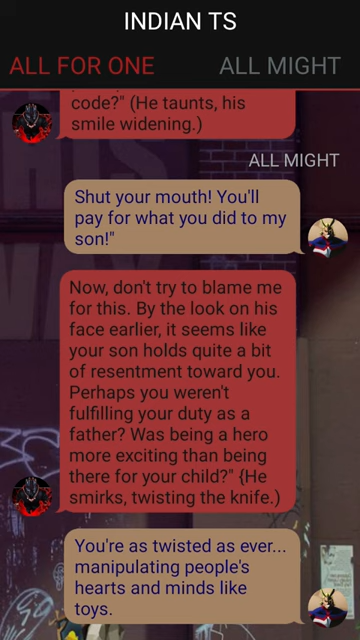 INDIAN TS
ALL FOR ONE ALL MIGHT
code?" (He taunts, his
smile widening.)
ALL MIGHT
Shut your mouth! You'll
pay for what you did to my
son!"
Now, don't try to blame me
for this. By the look on his
face earlier, it seems like
your son holds quite a bit
of resentment toward you.
Perhaps you weren't
fulfilling your duty as a
father? Was being a hero
more exciting than being
there for your child?" {He
smirks, twisting the knife.)
You're as twisted as ever...
manipulating people's
hearts and minds like
toys.